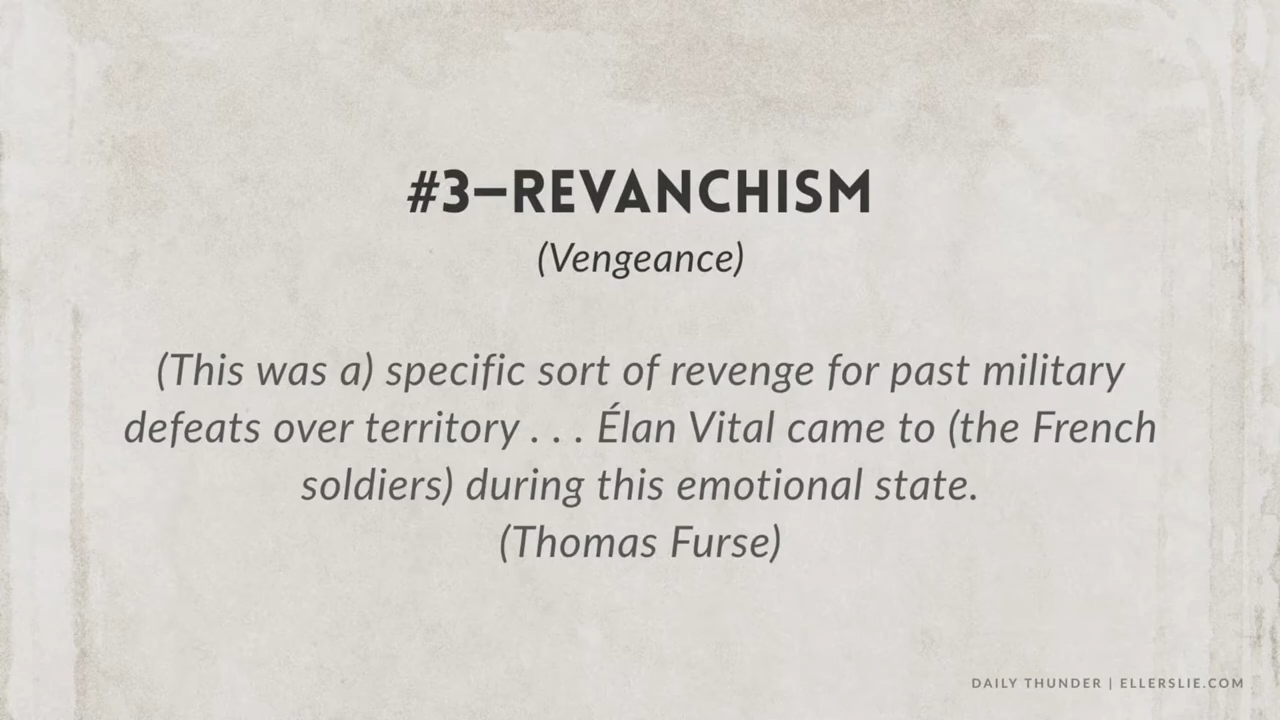 #3—REVANCHISM
(Vengeance)
(This was a) specific sort of revenge for past military
defeats over territory . . . Élan Vital came to (the French
soldiers) during this emotional state.
(Thomas Furse)
DAILY THUNDER | ELLERSLIE.COM